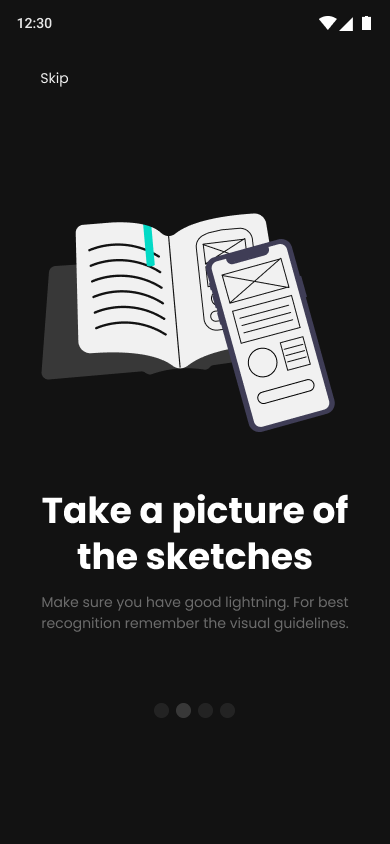 12:30
Skip
Take a picture of
the sketches
Make sure you have good lightning. For best
recognition remember the visual guidelines.